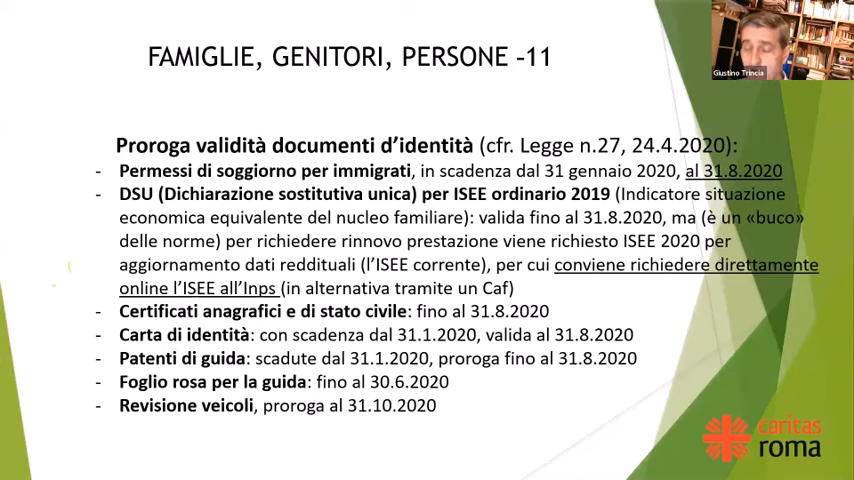 FAMIGLIE, GENITORI, PERSONE -11
Giustino Trincia
Proroga validità documenti d'identità (cfr. Legge n.27, 24.4.2020):
- Permessi di soggiorno per immigrati, in scadenza dal 31 gennaio 2020, al 31.8.2020
- DSU (Dichiarazione sostitutiva unica) per ISEE ordinario 2019 (Indicatore situazione
economica equivalente del nucleo familiare): valida fino al 31.8.2020, ma (è un «buco»
delle norme) per richiedere rinnovo prestazione viene richiesto ISEE 2020 per
aggiornamento dati reddituali (l'ISEE corrente), per cui conviene richiedere direttamente
online l'ISEE all'Inps (in alternativa tramite un Caf)
- Certificati anagrafici e di stato civile: fino al 31.8.2020
- Carta di identità: con scadenza dal 31.1.2020, valida al 31.8.2020
- Patenti di guida: scadute dal 31.1.2020, proroga fino al 31.8.2020
- Foglio rosa per la guida: fino al 30.6.2020
- Revisione veicoli, proroga al 31.10.2020
caritas
roma